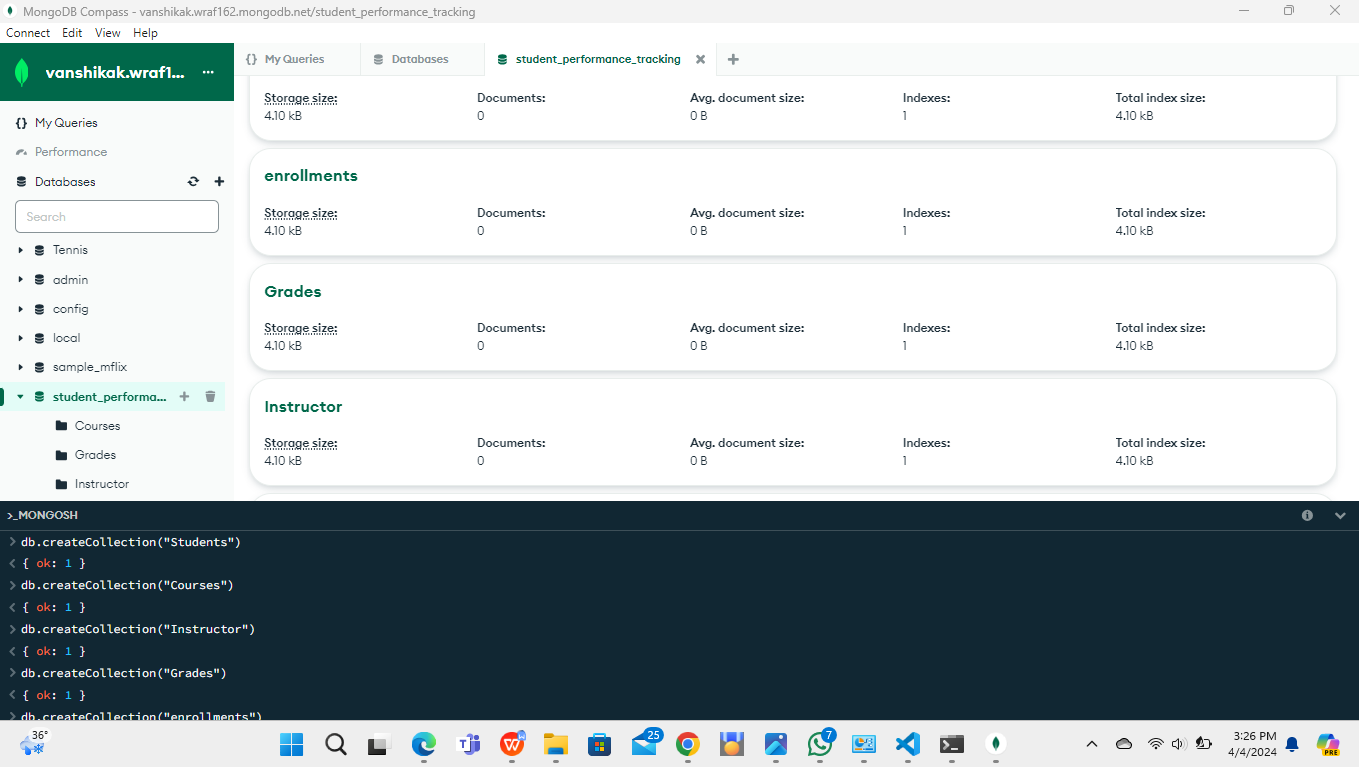 MongoDB Compass - vanshikak.wraf162.mongodb.net/student_performance_tracking
Connect Edit View Help
vanshikak.wraf1... ...
{} My Queries
Databases
student_performance_tracking
{} My Queries
Performance
Databases
Search
Tennis
admin
config
local
sample_mflix
student_performa...
Courses
Grades
Instructor
Storage size: Documents: Avg. document size: Indexes: Total index size:
4.10 kB 0 0 B 1 4.10 kB
enrollments
Storage size: Documents: Avg. document size: Indexes: Total index size:
4.10 kB 0 0 B 1 4.10 kB
Grades
Storage size: Documents: Avg. document size: Indexes: Total index size:
4.10 kB 0 0 B 1 4.10 kB
Instructor
Storage size: Documents: Avg. document size: Indexes: Total index size:
4.10 kB 0 0 B 1 4.10 kB
>_MONGOSH
> db.createCollection("Students")
< { ok: 1 }
> db.createCollection("Courses")
< { ok: 1 }
> db.createCollection("Instructor")
< { ok: 1 }
> db.createCollection("Grades")
< { ok: 1 }
> db.createCollection("enrollments")
36°
25
7
3:26 PM
4/4/2024
PRE